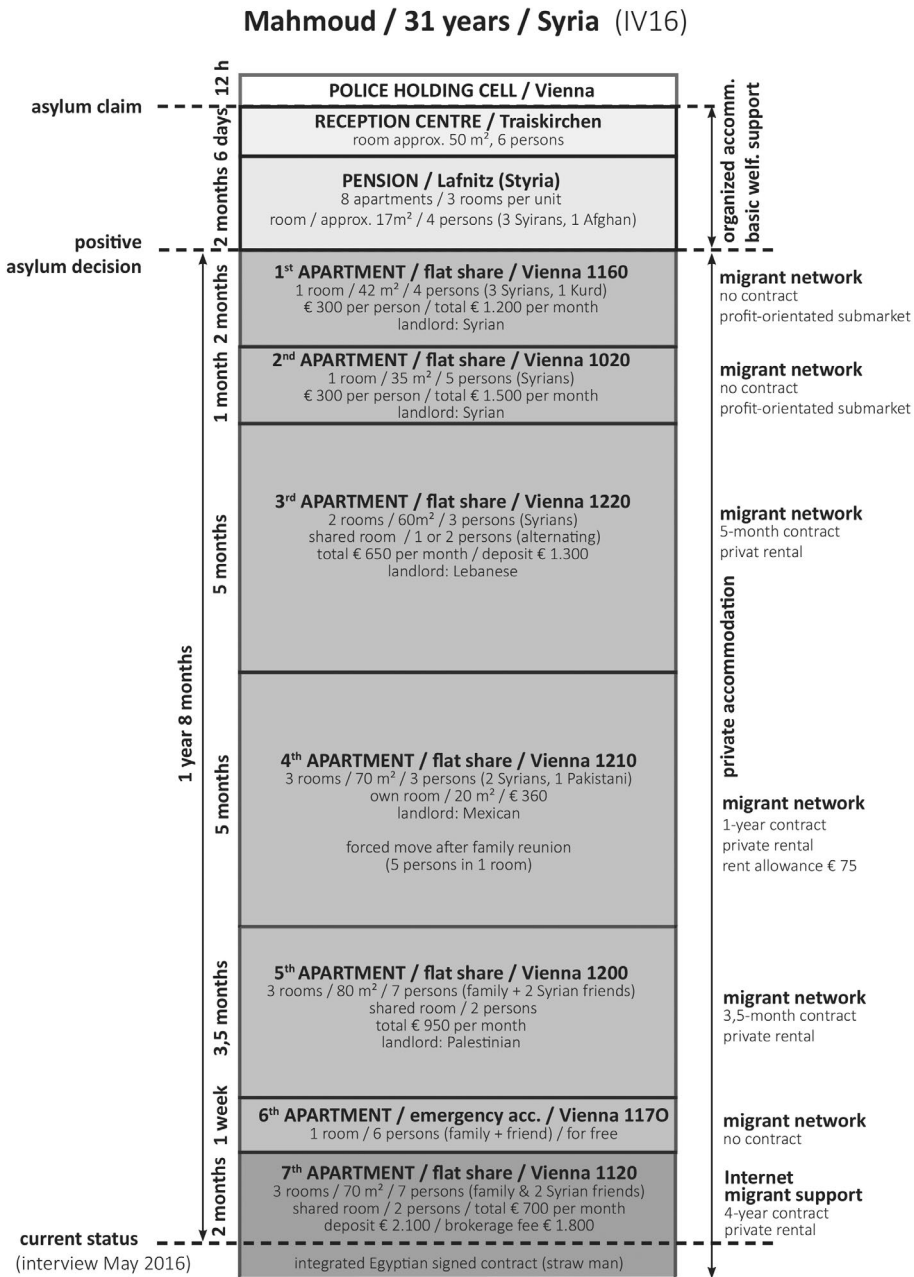 Mahmoud / 31 years / Syria (IV16)
12 h
POLICE HOLDING CELL / Vienna
asylum claim
6 days
RECEPTION CENTRE / Traiskirchen
room approx. 50 m², 6 persons
organized accomm.
basic welf. support
2 months
PENSION / Lafnitz (Styria)
8 apartments / 3 rooms per unit
room / approx. 17m² / 4 persons (3 Syirans, 1 Afghan)
positive
asylum decision
1 year 8 months
private accommodation
2 months
1st APARTMENT / flat share / Vienna 1160
1 room / 42 m² / 4 persons (3 Syrians, 1 Kurd)
€ 300 per person / total € 1.200 per month
landlord: Syrian
migrant network
no contract
profit-orientated submarket
1 month
2nd APARTMENT / flat share / Vienna 1020
1 room / 35 m² / 5 persons (Syrians)
€ 300 per person / total € 1.500 per month
landlord: Syrian
migrant network
no contract
profit-orientated submarket
5 months
3rd APARTMENT / flat share / Vienna 1220
2 rooms / 60m² / 3 persons (Syrians)
shared room / 1 or 2 persons (alternating)
total € 650 per month / deposit € 1.300
landlord: Lebanese
migrant network
5-month contract
privat rental
5 months
4th APARTMENT / flat share / Vienna 1210
3 rooms / 70 m² / 3 persons (2 Syrians, 1 Pakistani)
own room / 20 m² / € 360
landlord: Mexican
forced move after family reunion
(5 persons in 1 room)
migrant network
1-year contract
private rental
rent allowance € 75
3,5 months
5th APARTMENT / flat share / Vienna 1200
3 rooms / 80 m² / 7 persons (family + 2 Syrian friends)
shared room / 2 persons
total € 950 per month
landlord: Palestinian
migrant network
3,5-month contract
private rental
1 week
6th APARTMENT / emergency acc. / Vienna 117O
1 room / 6 persons (family + friend) / for free
migrant network
no contract
2 months
7th APARTMENT / flat share / Vienna 1120
3 rooms / 70 m² / 7 persons (family & 2 Syrian friends)
shared room / 2 persons / total € 700 per month
deposit € 2.100 / brokerage fee € 1.800
Internet
migrant support
4-year contract
private rental
current status
(interview May 2016)
integrated Egyptian signed contract (straw man)